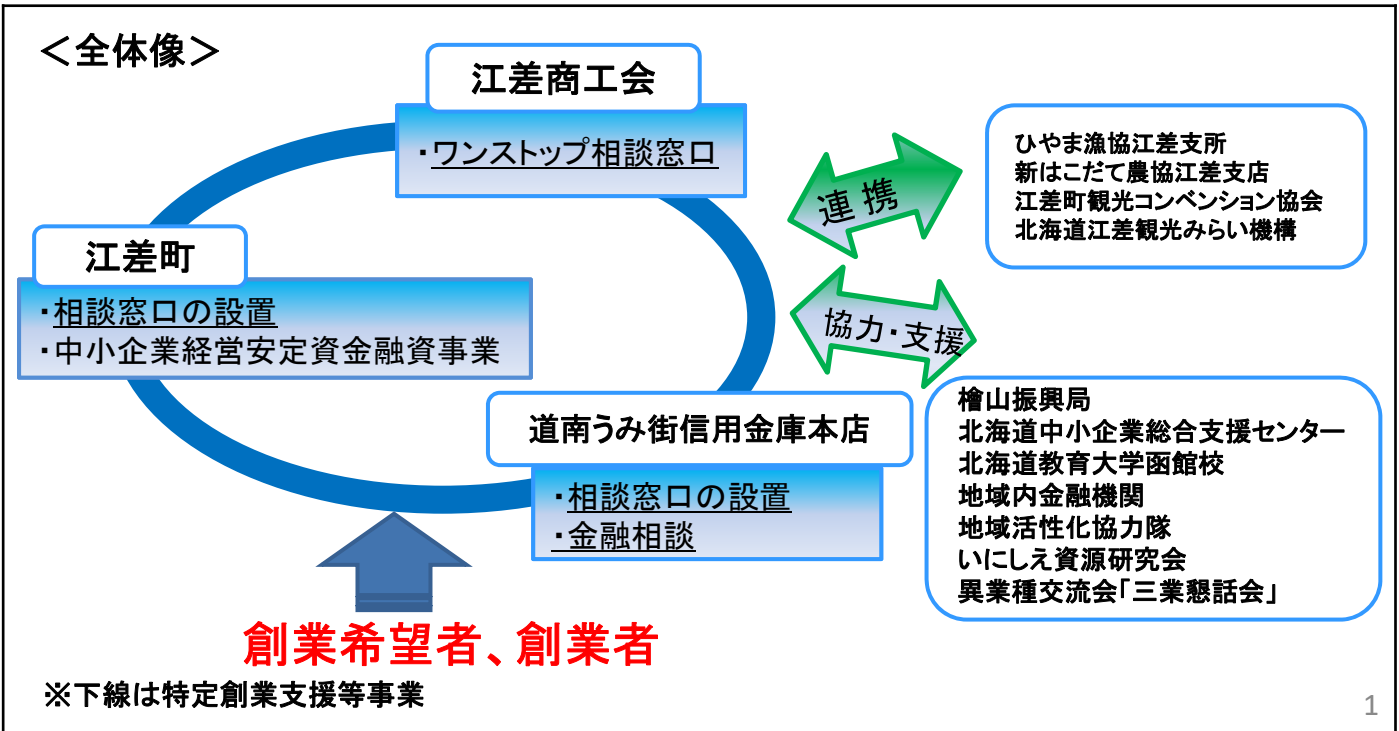 ＜全体像＞
江差商工会
・ワンストップ相談窓口
江差町
・相談窓口の設置
・中小企業経営安定資金融資事業
道南うみ街信用金庫本店
・相談窓口の設置
・金融相談
連携
ひやま漁協江差支所
新はこだて農協江差支店
江差町観光コンベンション協会
北海道江差観光みらい機構
協力・支援
檜山振興局
北海道中小企業総合支援センター
北海道教育大学函館校
地域内金融機関
地域活性化協力隊
いにしえ資源研究会
異業種交流会「三業懇話会」
創業希望者、創業者
※下線は特定創業支援等事業
1